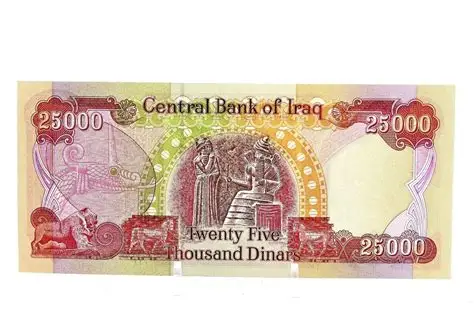 Central Bank of Iraq
25000 25000
Twenty Five
Thousand Dinars
25000